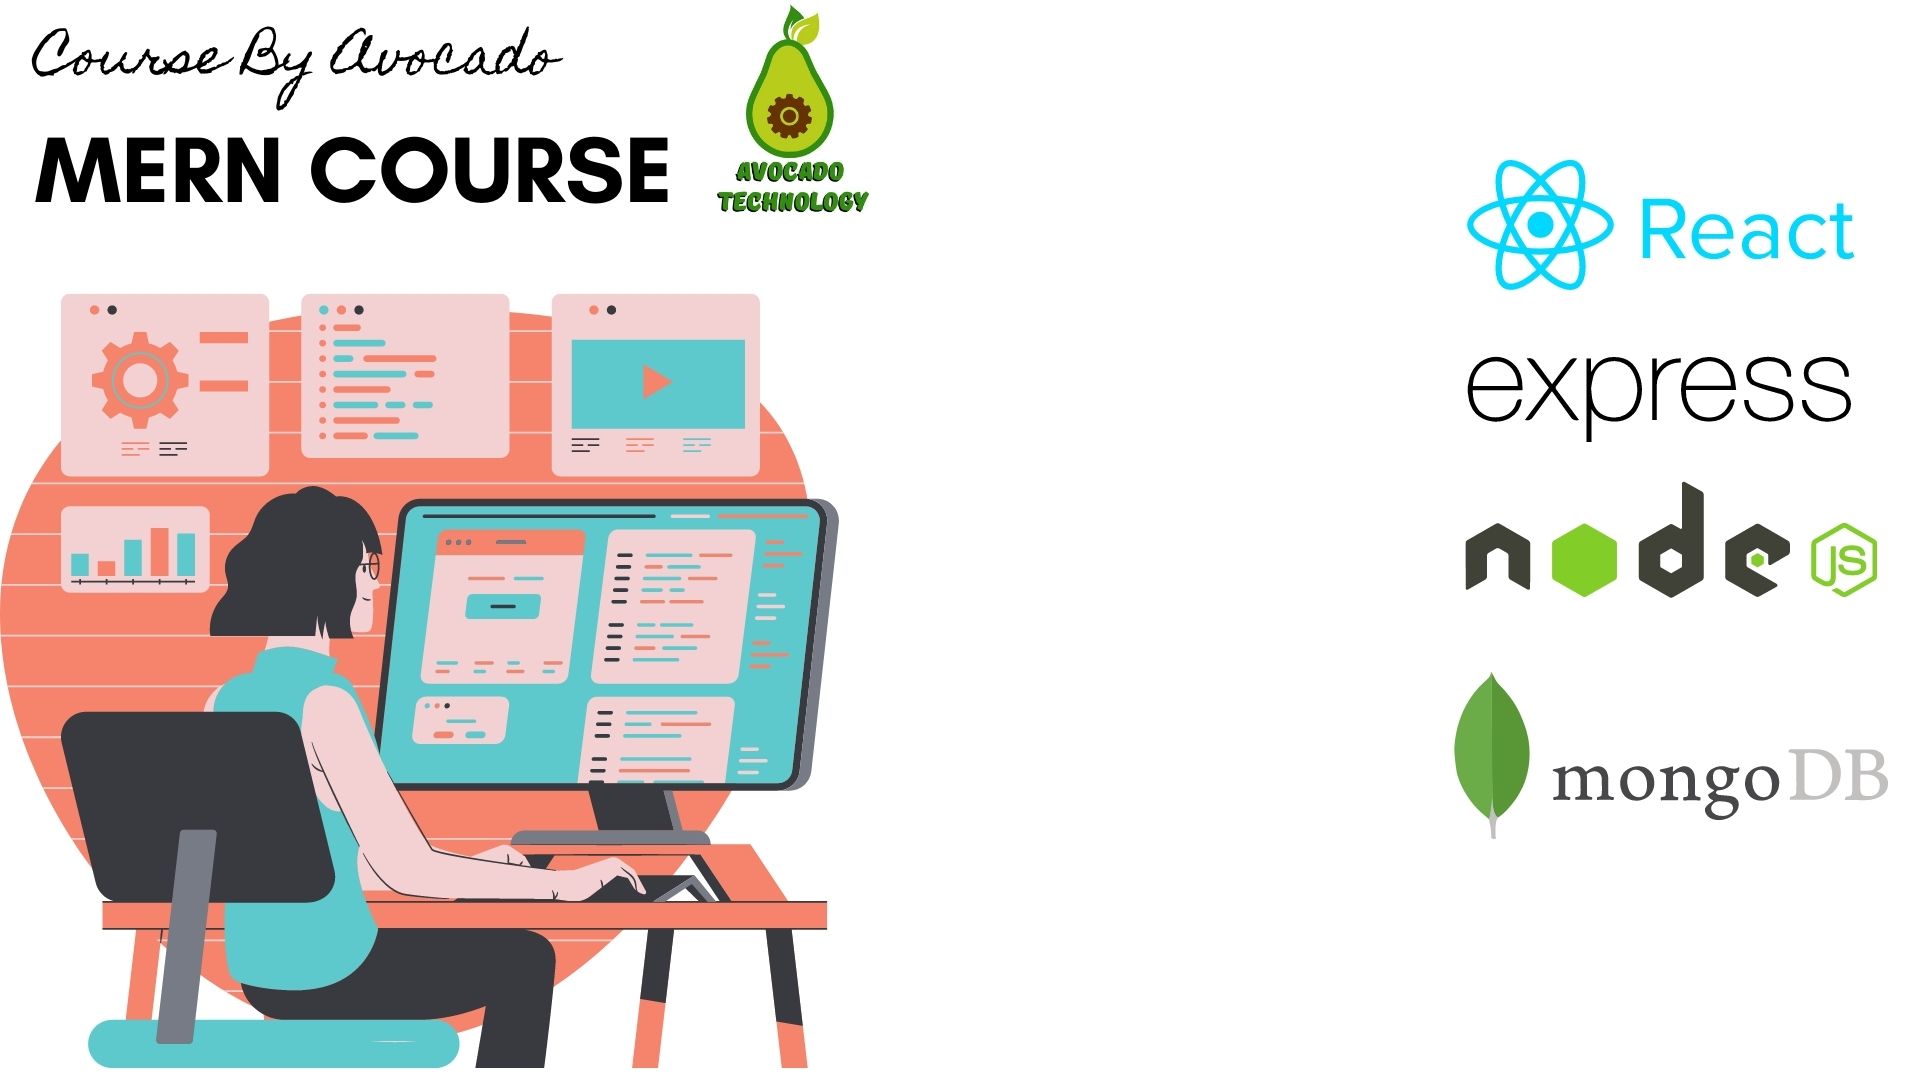 Course By Avocado
MERN COURSE
AVOCADO
TECHNOLOGY
React
express
node JS
mongoDB